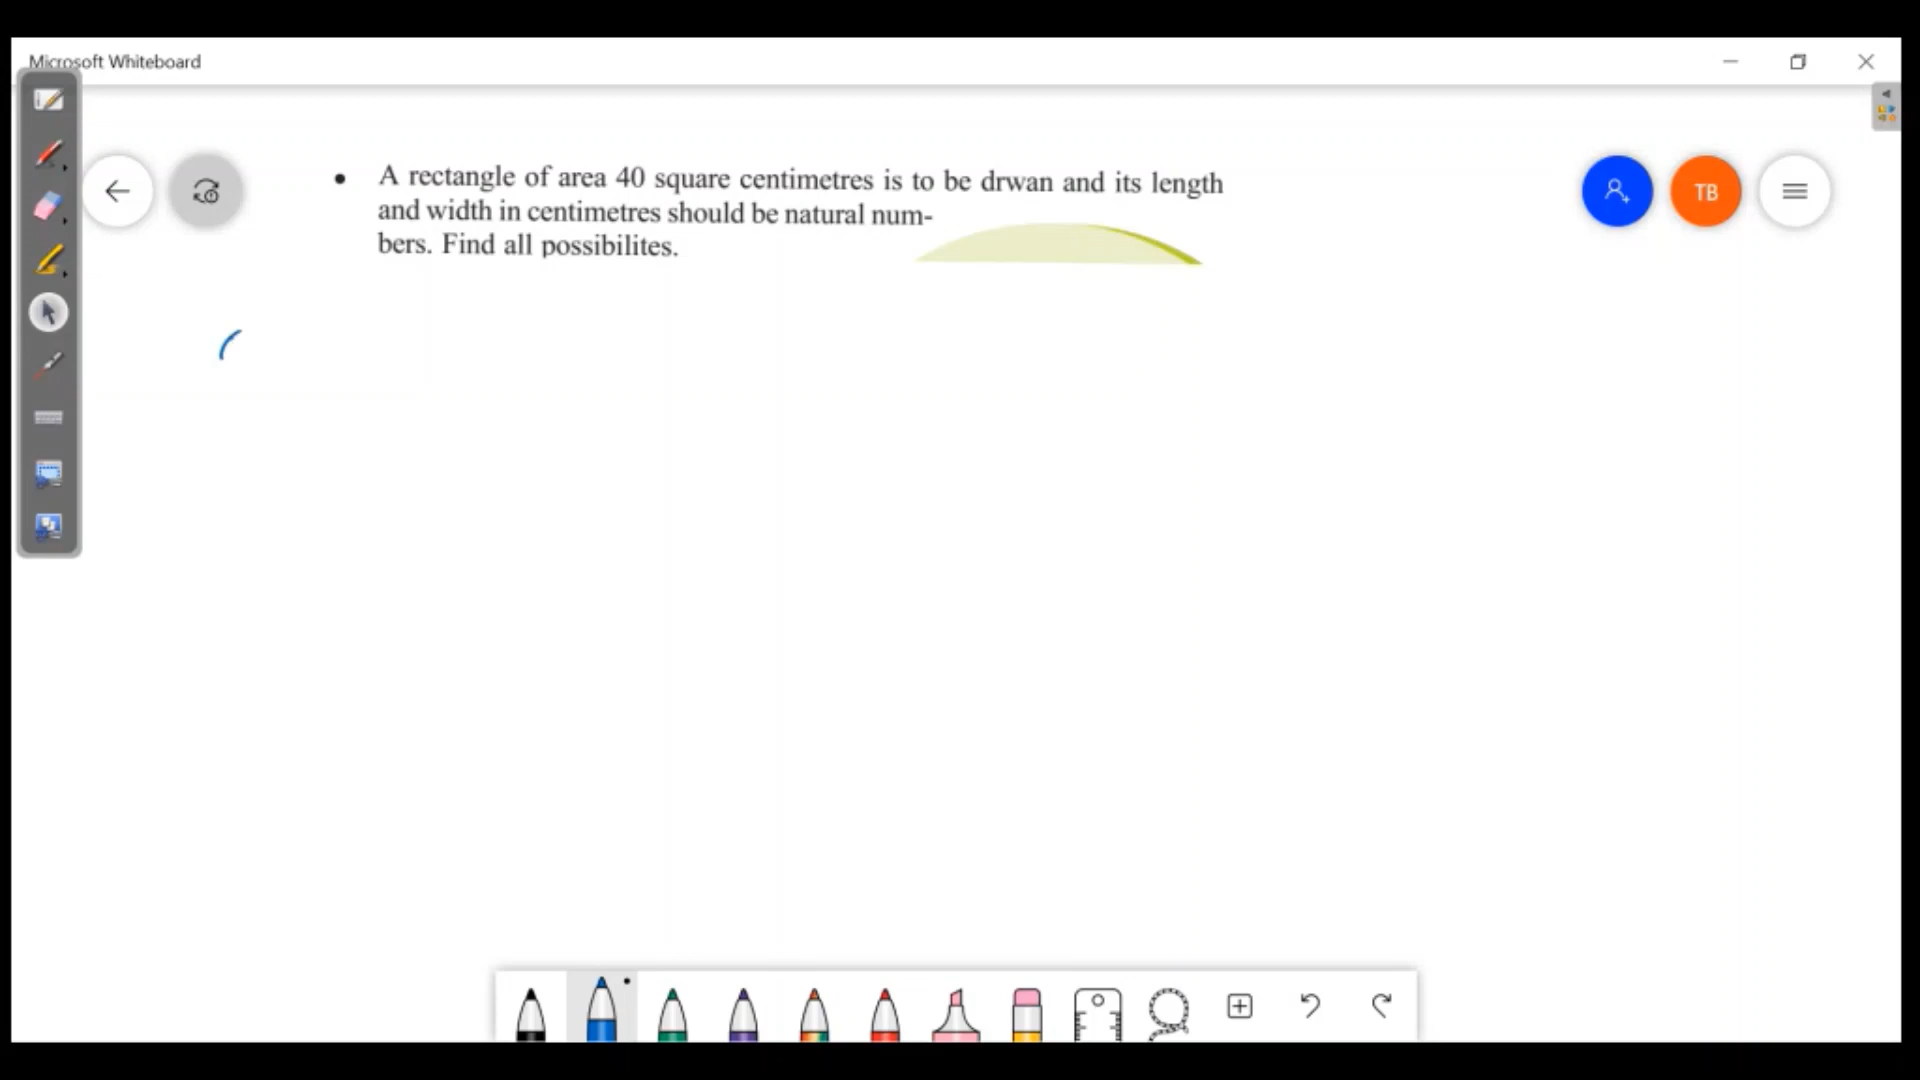 Microsoft Whiteboard
• A rectangle of area 40 square centimetres is to be drwan and its length
and width in centimetres should be natural num-
bers. Find all possibilites.
TB